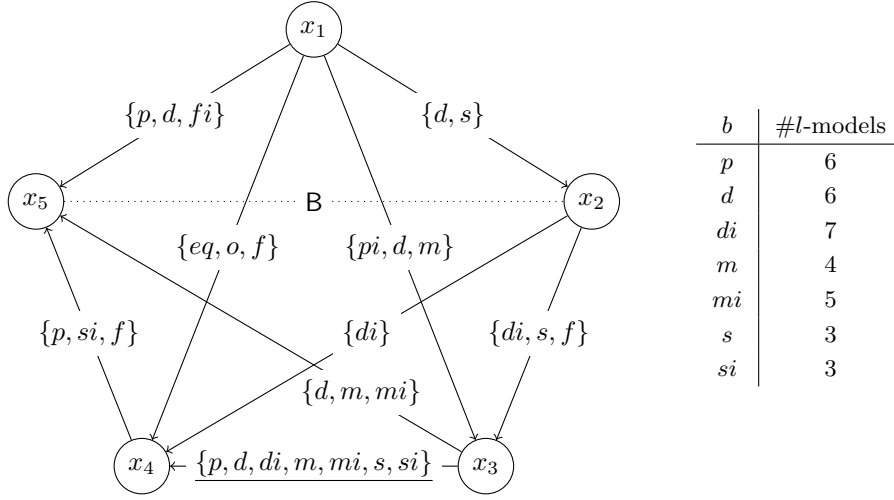 x₁
{p, d, fi}
{d, s}
x₅
B
x₂
{eq, o, f}
{pi, d, m}
{p, si, f}
{di}
{di, s, f}
{d, m, mi}
x₄
{p, d, di, m, mi, s, si}
x₃
b #l-models
p 6
d 6
di 7
m 4
mi 5
s 3
si 3